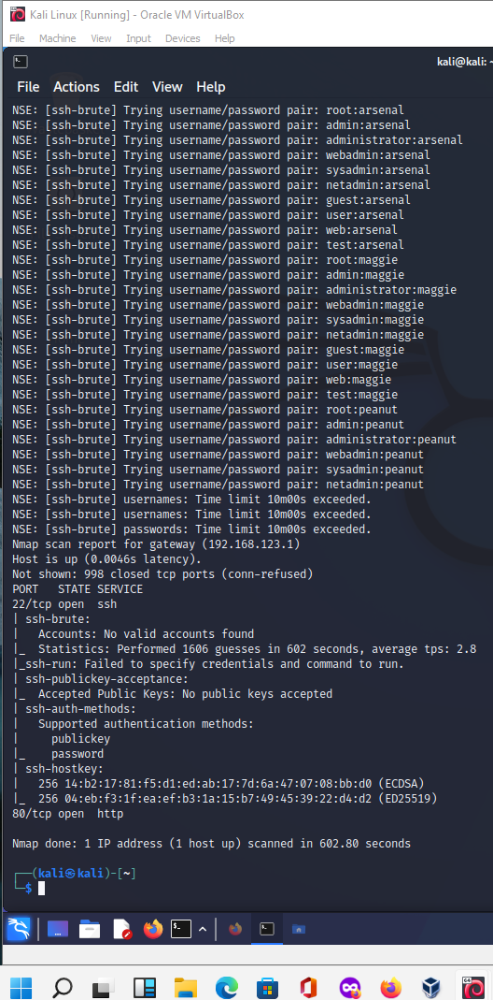 Kali Linux [Running] - Oracle VM VirtualBox
File Machine View Input Devices Help
kali@kali: ~
File Actions Edit View Help
NSE: [ssh-brute] Trying username/password pair: root:arsenal
NSE: [ssh-brute] Trying username/password pair: admin:arsenal
NSE: [ssh-brute] Trying username/password pair: administrator:arsenal
NSE: [ssh-brute] Trying username/password pair: webadmin:arsenal
NSE: [ssh-brute] Trying username/password pair: sysadmin:arsenal
NSE: [ssh-brute] Trying username/password pair: netadmin:arsenal
NSE: [ssh-brute] Trying username/password pair: guest:arsenal
NSE: [ssh-brute] Trying username/password pair: user:arsenal
NSE: [ssh-brute] Trying username/password pair: web:arsenal
NSE: [ssh-brute] Trying username/password pair: test:arsenal
NSE: [ssh-brute] Trying username/password pair: root:maggie
NSE: [ssh-brute] Trying username/password pair: admin:maggie
NSE: [ssh-brute] Trying username/password pair: administrator:maggie
NSE: [ssh-brute] Trying username/password pair: webadmin:maggie
NSE: [ssh-brute] Trying username/password pair: sysadmin:maggie
NSE: [ssh-brute] Trying username/password pair: netadmin:maggie
NSE: [ssh-brute] Trying username/password pair: guest:maggie
NSE: [ssh-brute] Trying username/password pair: user:maggie
NSE: [ssh-brute] Trying username/password pair: web:maggie
NSE: [ssh-brute] Trying username/password pair: test:maggie
NSE: [ssh-brute] Trying username/password pair: root:peanut
NSE: [ssh-brute] Trying username/password pair: admin:peanut
NSE: [ssh-brute] Trying username/password pair: administrator:peanut
NSE: [ssh-brute] Trying username/password pair: webadmin:peanut
NSE: [ssh-brute] Trying username/password pair: sysadmin:peanut
NSE: [ssh-brute] Trying username/password pair: netadmin:peanut
NSE: [ssh-brute] usernames: Time limit 10m00s exceeded.
NSE: [ssh-brute] usernames: Time limit 10m00s exceeded.
NSE: [ssh-brute] passwords: Time limit 10m00s exceeded.
Nmap scan report for gateway (192.168.123.1)
Host is up (0.0046s latency).
Not shown: 998 closed tcp ports (conn-refused)
PORT   STATE SERVICE
22/tcp open  ssh
| ssh-brute:
|   Accounts: No valid accounts found
|_  Statistics: Performed 1606 guesses in 602 seconds, average tps: 2.8
|_ssh-run: Failed to specify credentials and command to run.
| ssh-publickey-acceptance:
|_  Accepted Public Keys: No public keys accepted
| ssh-auth-methods:
|   Supported authentication methods:
|     publickey
|_    password
| ssh-hostkey:
|   256 14:b2:17:81:f5:d1:ed:ab:17:7d:6a:47:07:08:bb:d0 (ECDSA)
|_  256 04:eb:f3:1f:ea:ef:b3:1a:15:b7:49:45:39:22:d4:d2 (ED25519)
80/tcp open  http
Nmap done: 1 IP address (1 host up) scanned in 602.80 seconds
┌──(kali㉿kali)-[~]
└─$